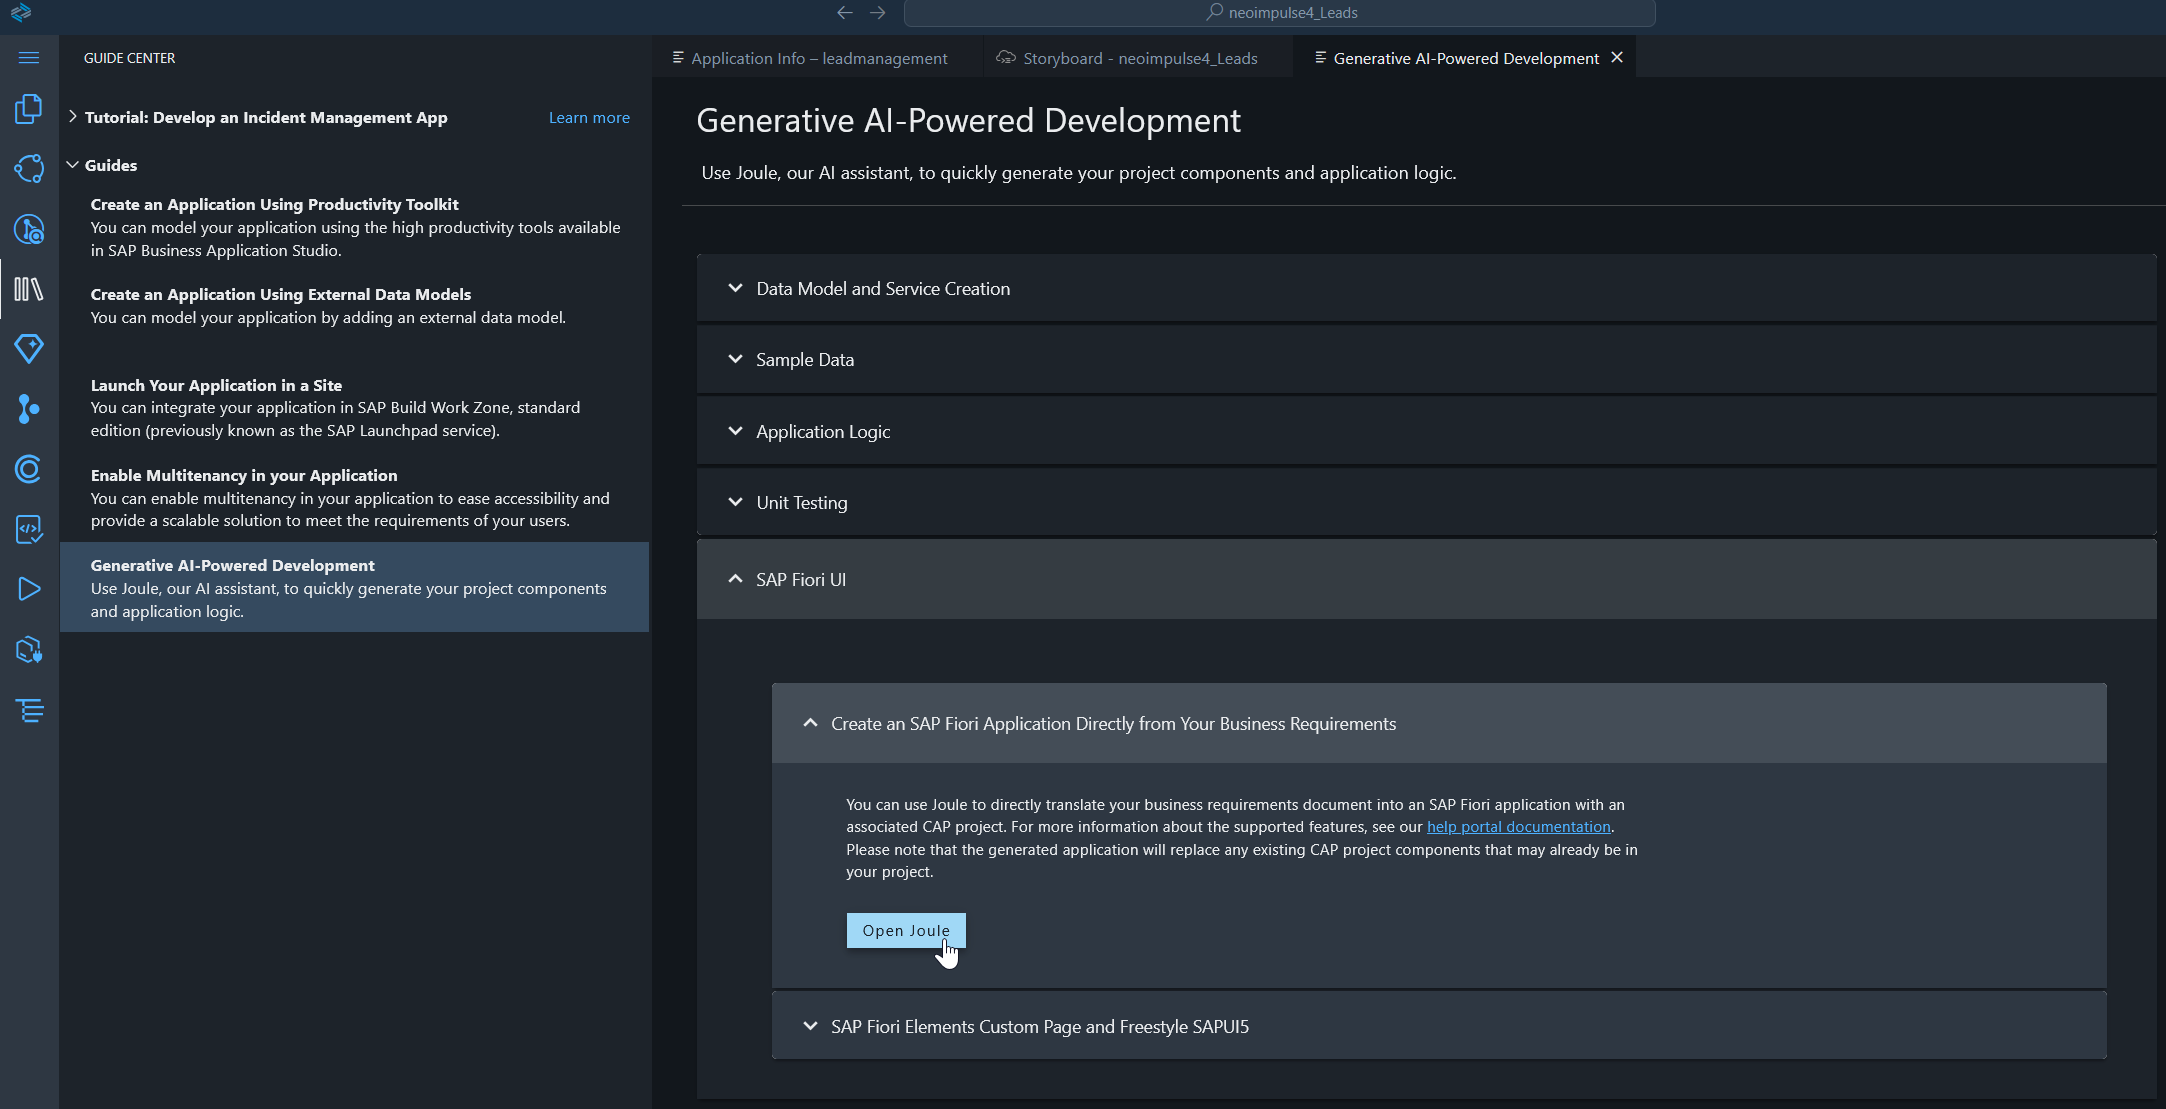 neoimpulse4_Leads
GUIDE CENTER
Tutorial: Develop an Incident Management App
Learn more
Guides
Create an Application Using Productivity Toolkit
You can model your application using the high productivity tools available
in SAP Business Application Studio.
Create an Application Using External Data Models
You can model your application by adding an external data model.
Launch Your Application in a Site
You can integrate your application in SAP Build Work Zone, standard
edition (previously known as the SAP Launchpad service).
Enable Multitenancy in your Application
You can enable multitenancy in your application to ease accessibility and
provide a scalable solution to meet the requirements of your users.
Generative AI-Powered Development
Use Joule, our AI assistant, to quickly generate your project components
and application logic.
Application Info – leadmanagement
Storyboard - neoimpulse4_Leads
Generative AI-Powered Development
Generative AI-Powered Development
Use Joule, our AI assistant, to quickly generate your project components and application logic.
Data Model and Service Creation
Sample Data
Application Logic
Unit Testing
SAP Fiori UI
Create an SAP Fiori Application Directly from Your Business Requirements
You can use Joule to directly translate your business requirements document into an SAP Fiori application with an
associated CAP project. For more information about the supported features, see our help portal documentation.
Please note that the generated application will replace any existing CAP project components that may already be in
your project.
Open Joule
SAP Fiori Elements Custom Page and Freestyle SAPUI5